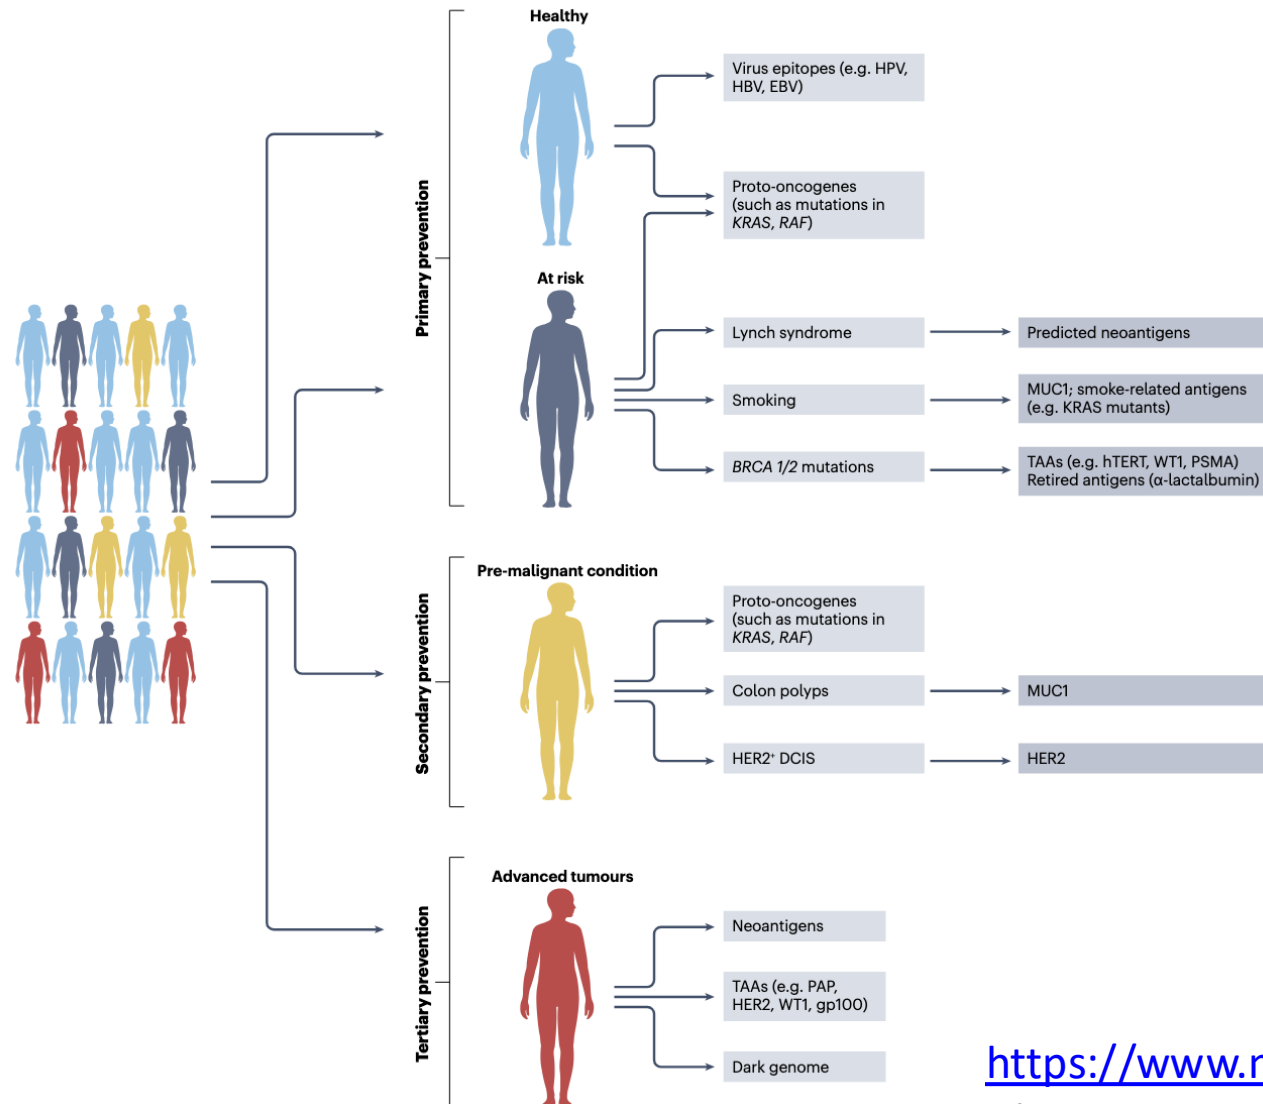 Healthy
Virus epitopes (e.g. HPV,
HBV, EBV)
Proto-oncogenes
(such as mutations in
KRAS, RAF)
Primary prevention
At risk
Lynch syndrome
Predicted neoantigens
Smoking
MUC1; smoke-related antigens
(e.g. KRAS mutants)
BRCA 1/2 mutations
TAAs (e.g. hTERT, WT1, PSMA)
Retired antigens (α-lactalbumin)
Pre-malignant condition
Secondary prevention
Proto-oncogenes
(such as mutations in
KRAS, RAF)
Colon polyps
MUC1
HER2⁺ DCIS
HER2
Advanced tumours
Tertiary prevention
Neoantigens
TAAs (e.g. PAP,
HER2, WT1, gp100)
Dark genome
https://www.